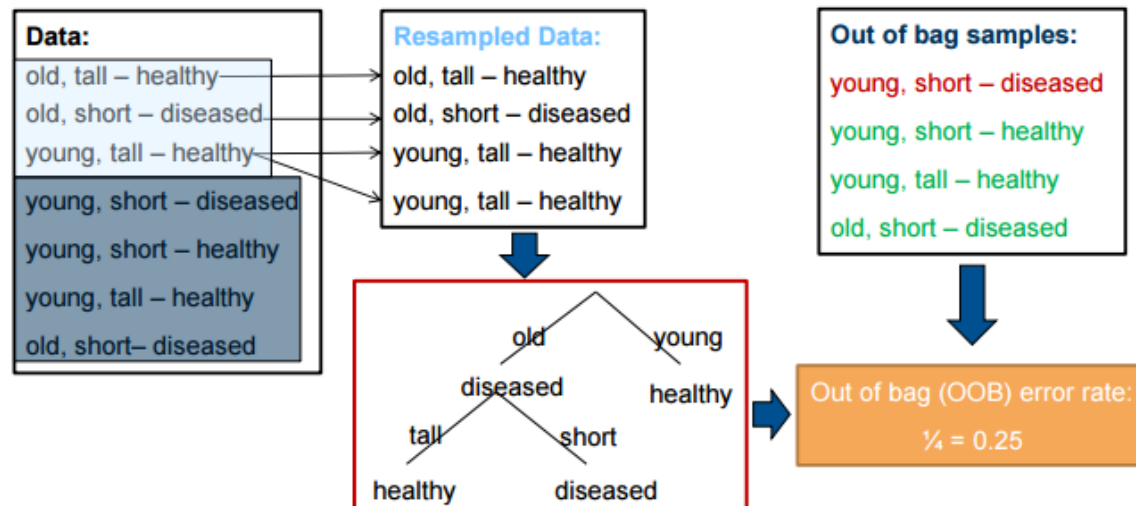 Data:
old, tall – healthy
old, short – diseased
young, tall – healthy
young, short – diseased
young, short – healthy
young, tall – healthy
old, short– diseased
Resampled Data:
old, tall – healthy
old, short – diseased
young, tall – healthy
young, tall – healthy
Out of bag samples:
young, short – diseased
young, short – healthy
young, tall – healthy
old, short – diseased
old
young
diseased
healthy
tall
short
healthy
diseased
Out of bag (OOB) error rate:
¼ = 0.25